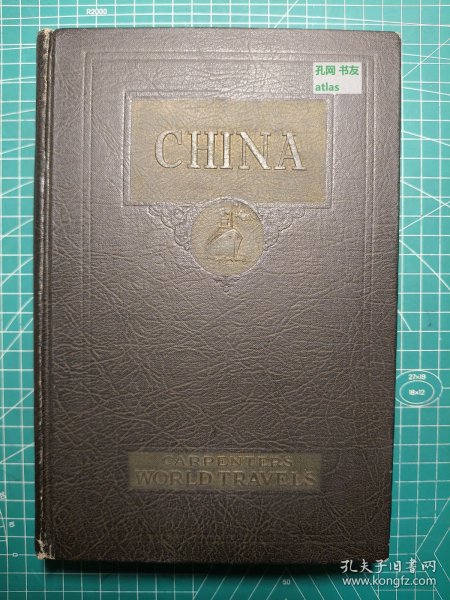 R2000
孔网 书友
atlas
CHINA
27×19
18×12
CARPENTER'S
WORLD TRAVELS
50
孔夫子旧书网
www.kongfz.com